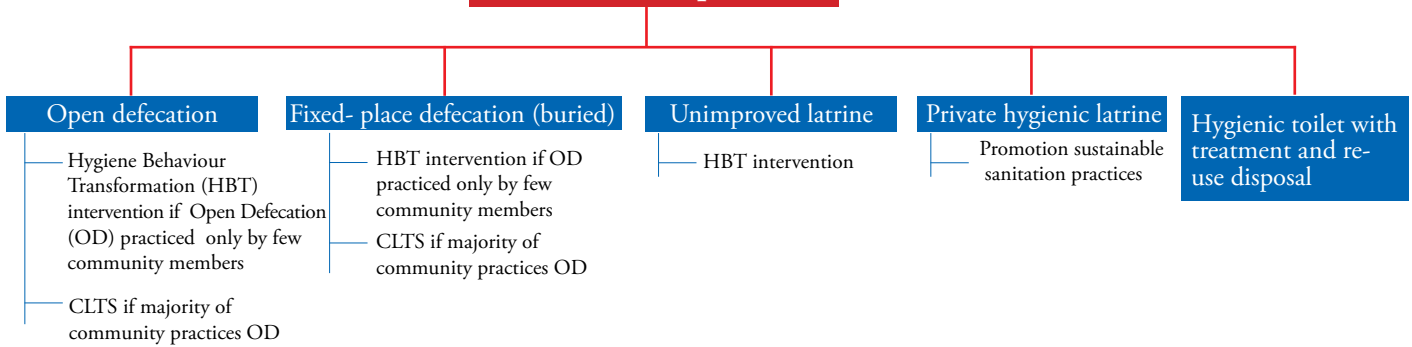 Open defecation
Hygiene Behaviour
Transformation (HBT)
intervention if Open Defecation
(OD) practiced only by few
community members
CLTS if majority of
community practices OD
Fixed- place defecation (buried)
HBT intervention if OD
practiced only by few
community members
CLTS if majority of
community practices OD
Unimproved latrine
HBT intervention
Private hygienic latrine
Promotion sustainable
sanitation practices
Hygienic toilet with
treatment and re-
use disposal